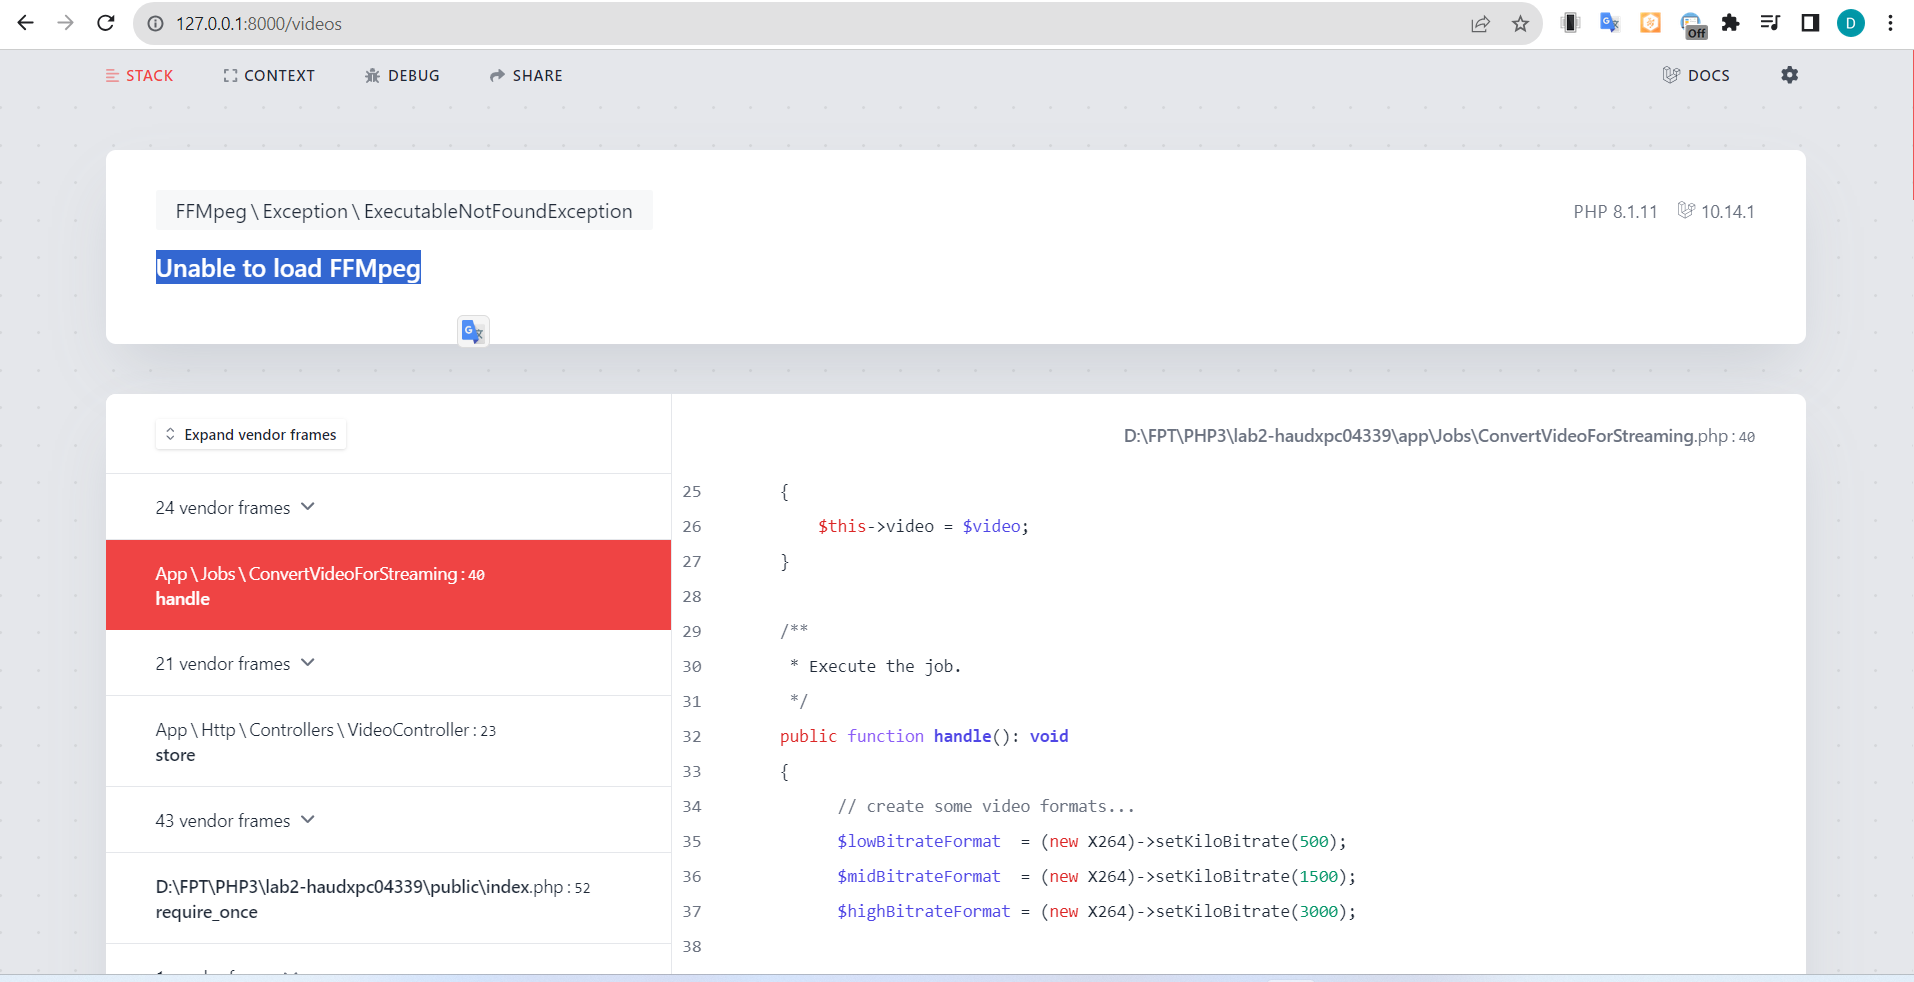 127.0.0.1:8000/videos
Off
D
STACK
CONTEXT
DEBUG
SHARE
DOCS
FFMpeg \ Exception \ ExecutableNotFoundException
PHP 8.1.11
10.14.1
Unable to load FFMpeg
Expand vendor frames
24 vendor frames
App \ Jobs \ ConvertVideoForStreaming : 40
handle
21 vendor frames
App \ Http \ Controllers \ VideoController : 23
store
43 vendor frames
D:\FPT\PHP3\lab2-haudxpc04339\public\index.php : 52
require_once
D:\FPT\PHP3\lab2-haudxpc04339\app\Jobs\ConvertVideoForStreaming.php : 40
25 {
26 $this->video = $video;
27 }
28
29 /**
30 * Execute the job.
31 */
32 public function handle(): void
33 {
34 // create some video formats...
35 $lowBitrateFormat = (new X264)->setKiloBitrate(500);
36 $midBitrateFormat = (new X264)->setKiloBitrate(1500);
37 $highBitrateFormat = (new X264)->setKiloBitrate(3000);
38